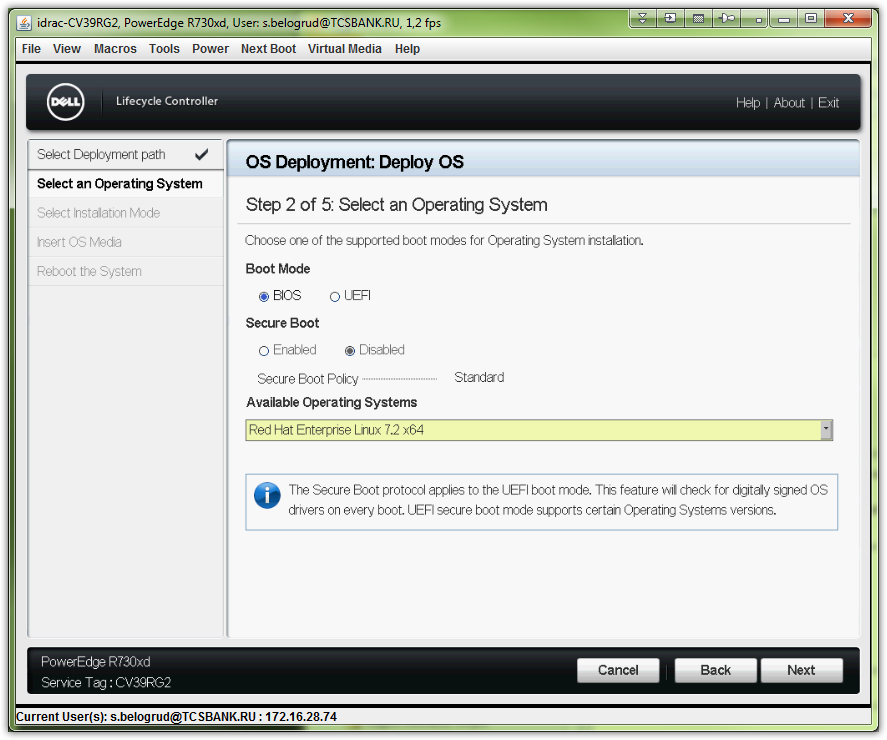 idrac-CV39RG2, PowerEdge R730xd, User: s.belogrud@TCSBANK.RU, 1,2 fps
File View Macros Tools Power Next Boot Virtual Media Help
DELL Lifecycle Controller Help | About | Exit
Select Deployment path
Select an Operating System
Select Installation Mode
Insert OS Media
Reboot the System
OS Deployment: Deploy OS
Step 2 of 5: Select an Operating System
Choose one of the supported boot modes for Operating System installation.
Boot Mode
BIOS UEFI
Secure Boot
Enabled Disabled
Secure Boot Policy Standard
Available Operating Systems
Red Hat Enterprise Linux 7.2 x64
The Secure Boot protocol applies to the UEFI boot mode. This feature will check for digitally signed OS
drivers on every boot. UEFI secure boot mode supports certain Operating Systems versions.
PowerEdge R730xd
Service Tag : CV39RG2
Cancel Back Next
Current User(s): s.belogrud@TCSBANK.RU : 172.16.28.74